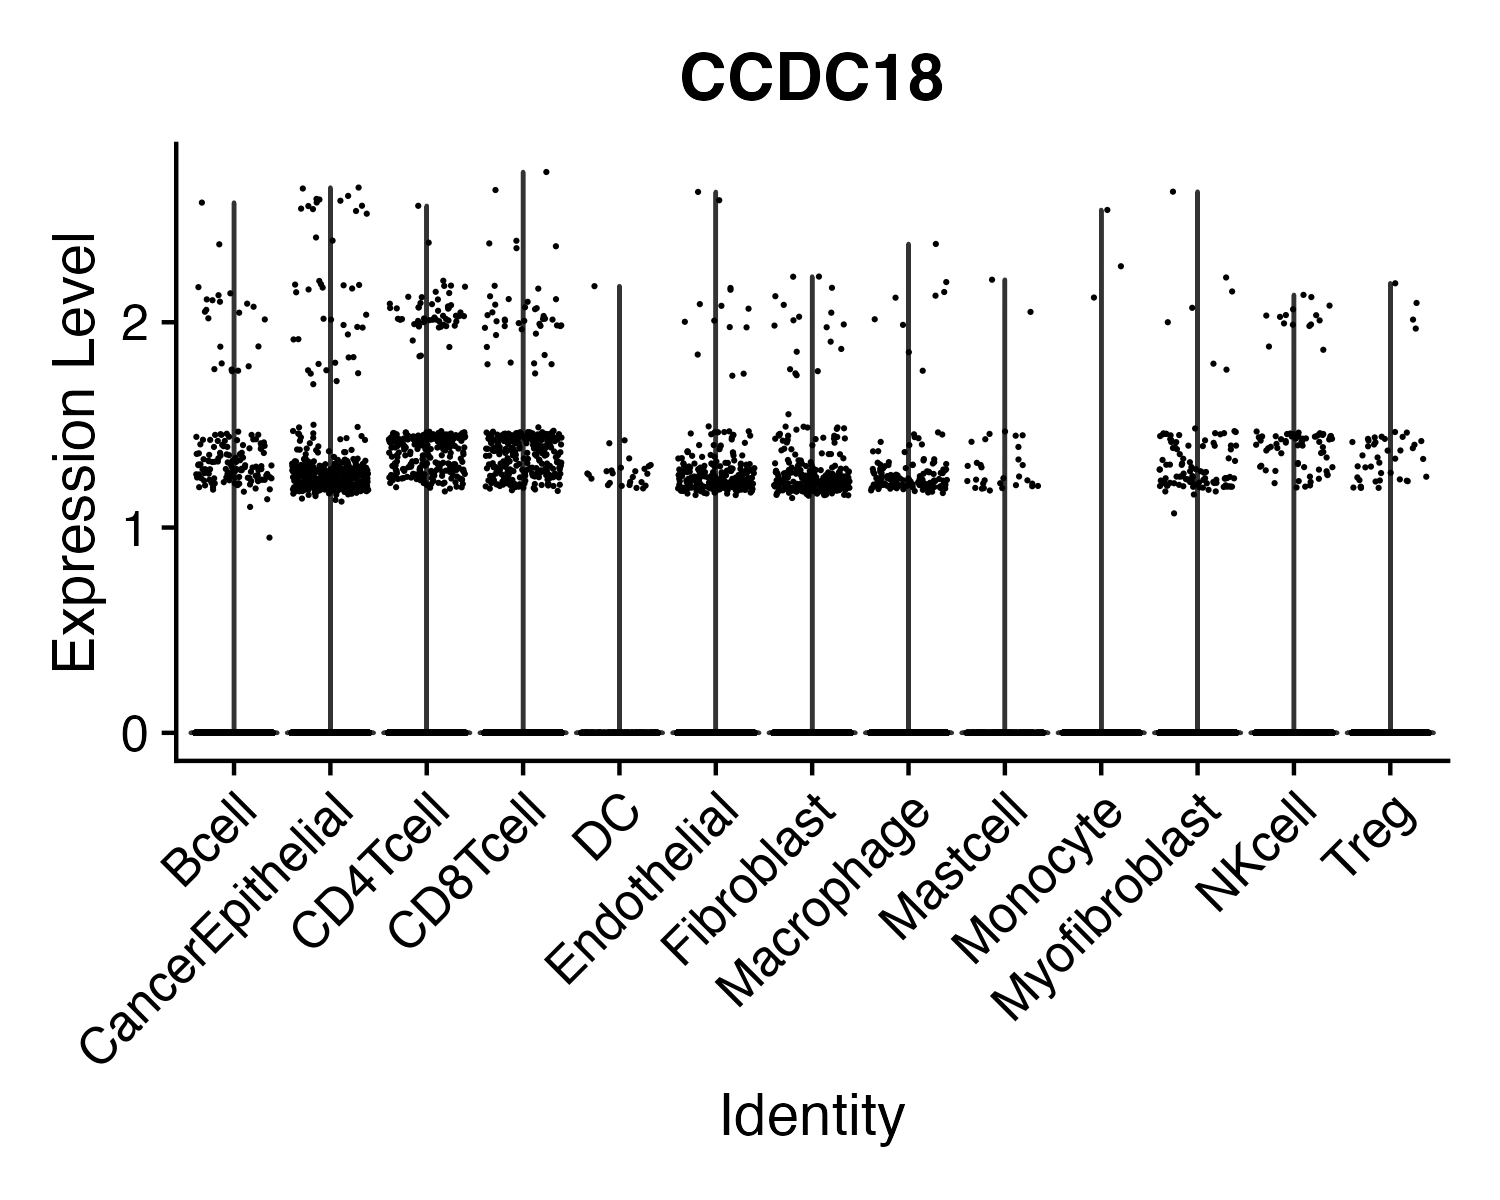 CCDC18
Expression Level
2
1
0
Bcell
CancerEpithelial
CD4Tcell
CD8Tcell
DC
Endothelial
Fibroblast
Macrophage
Mastcell
Monocyte
Myofibroblast
NKcell
Treg
Identity